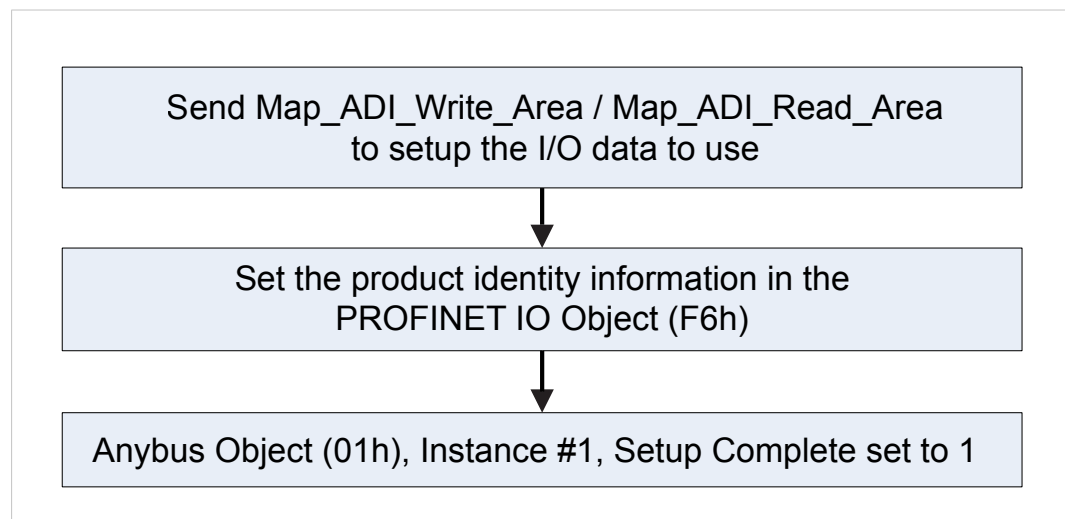 Send Map_ADI_Write_Area / Map_ADI_Read_Area
to setup the I/O data to use
Set the product identity information in the
PROFINET IO Object (F6h)
Anybus Object (01h), Instance #1, Setup Complete set to 1